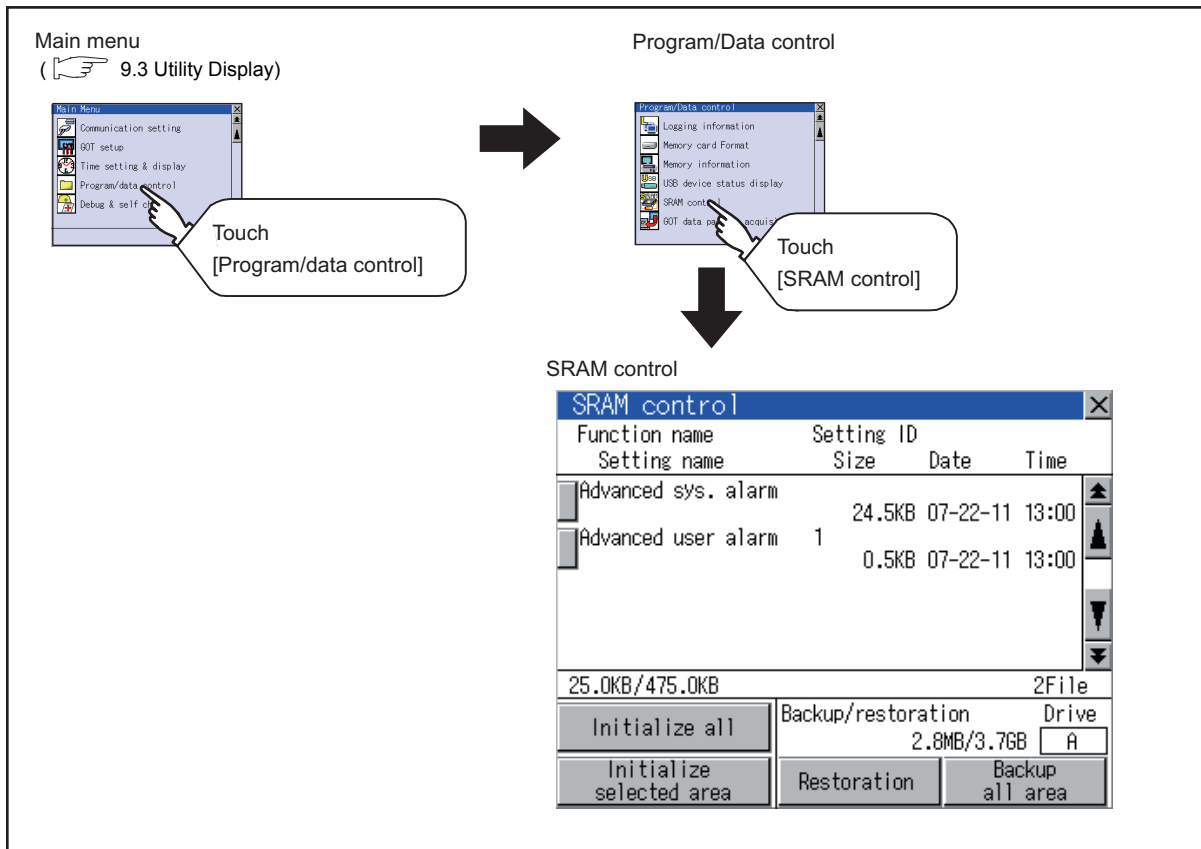 Main menu
( 9.3 Utility Display)
Main Menu
Communication setting
GOT setup
Time setting & display
Program/data control
Debug & self ch
Touch
[Program/data control]
Program/Data control
Program/Data control
Logging information
Memory card Format
Memory information
USB device status display
SRAM control
GOT data pa acquis
Touch
[SRAM control]
SRAM control
SRAM control
Function name Setting ID
Setting name Size Date Time
Advanced sys. alarm
24.5KB 07-22-11 13:00
Advanced user alarm 1
0.5KB 07-22-11 13:00
25.0KB/475.0KB 2File
Initialize all
Backup/restoration Drive
2.8MB/3.7GB A
Initialize
selected area
Restoration
Backup
all area